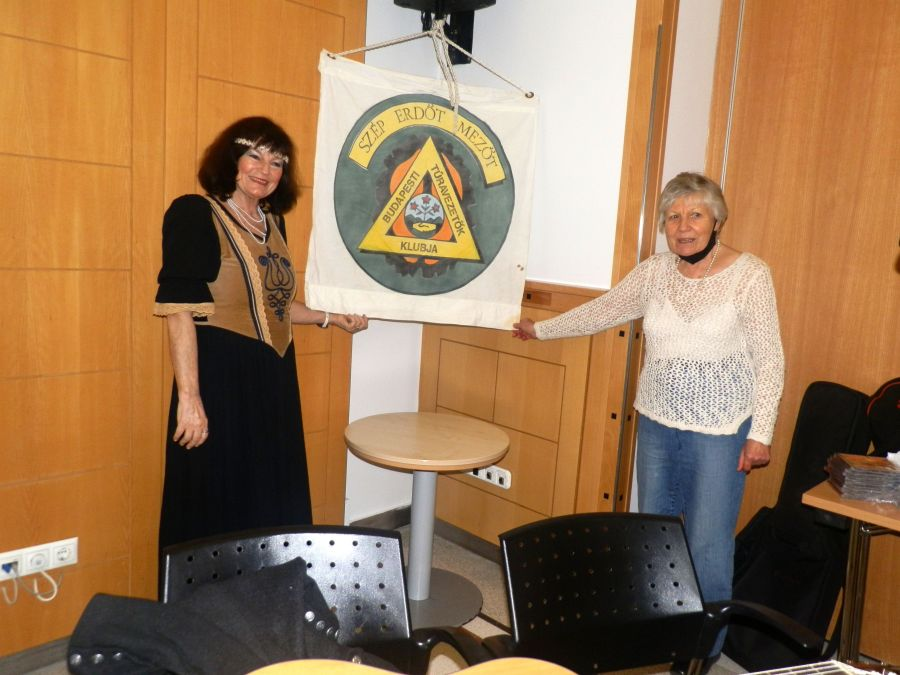 SZÉP ERDŐT MEZŐT
BUDAPESTI
TÚRAVEZETŐK
KLUBJA